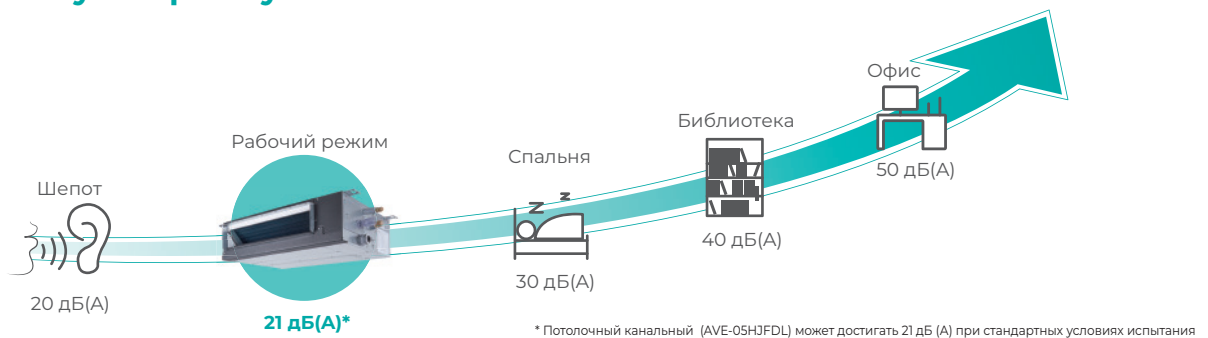 Шепот
20 дБ(А)
Рабочий режим
21 дБ(А)*
Спальня
30 дБ(А)
Библиотека
40 дБ(А)
Офис
50 дБ(А)
* Потолочный канальный (AVE-05HJFDL) может достигать 21 дБ (А) при стандартных условиях испытания